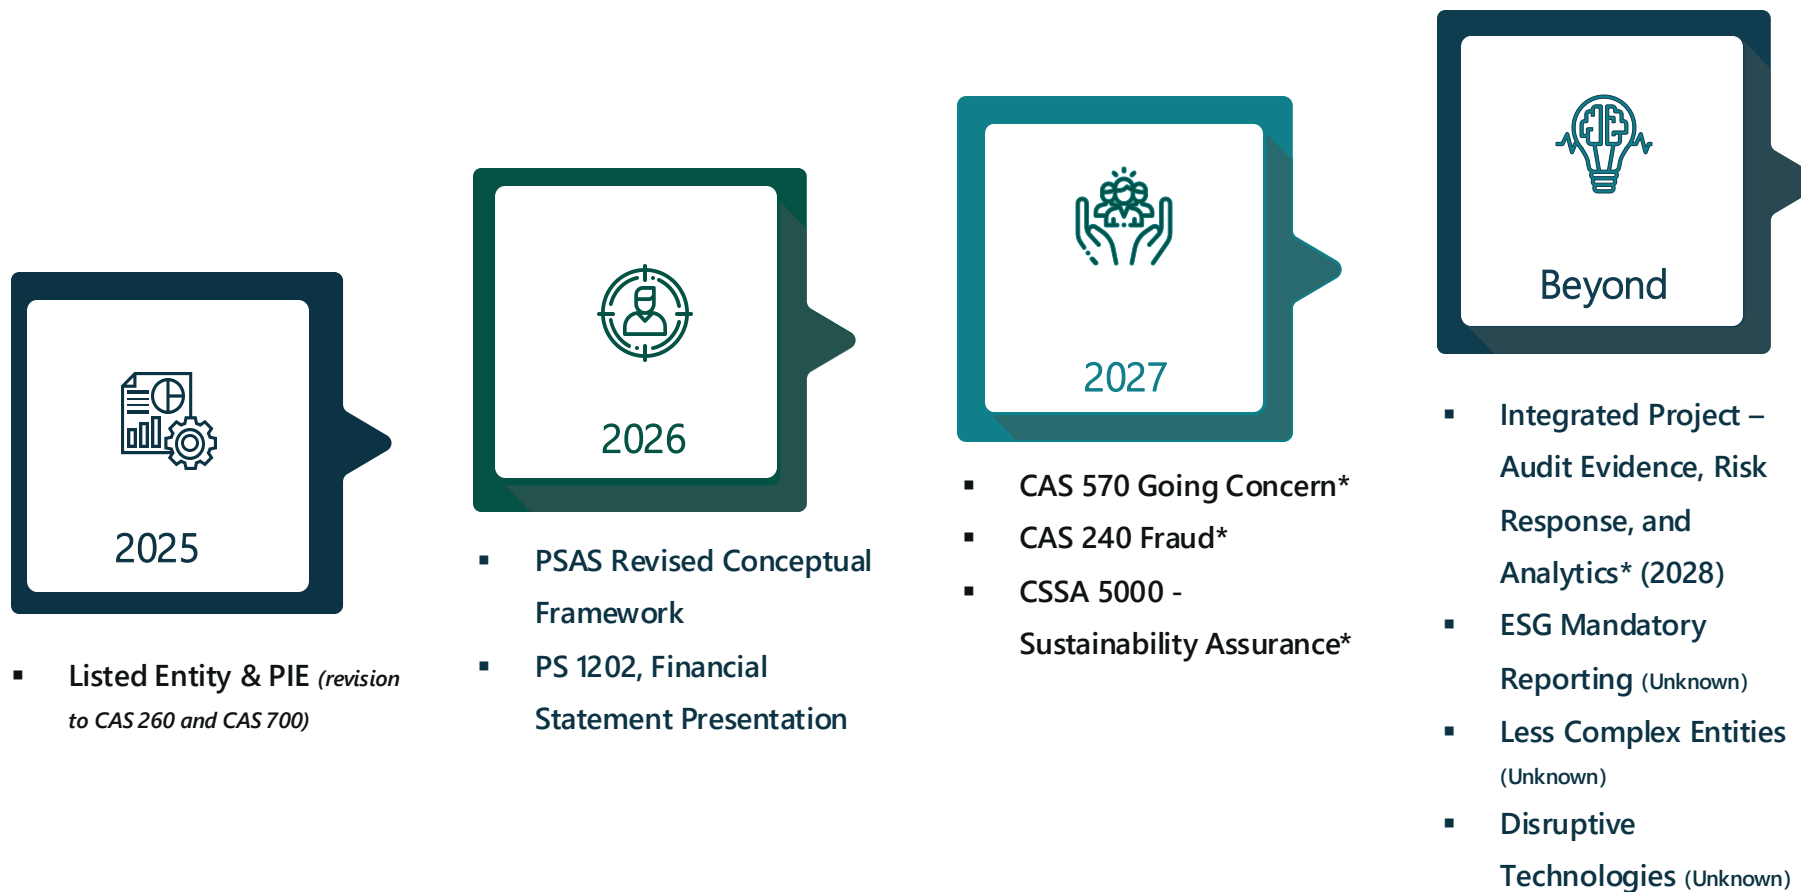 2025
▪ Listed Entity & PIE (revision
to CAS 260 and CAS 700)
2026
▪ PSAS Revised Conceptual
Framework
▪ PS 1202, Financial
Statement Presentation
2027
▪ CAS 570 Going Concern*
▪ CAS 240 Fraud*
▪ CSSA 5000 -
Sustainability Assurance*
Beyond
▪ Integrated Project –
Audit Evidence, Risk
Response, and
Analytics* (2028)
▪ ESG Mandatory
Reporting (Unknown)
▪ Less Complex Entities
(Unknown)
▪ Disruptive
Technologies (Unknown)